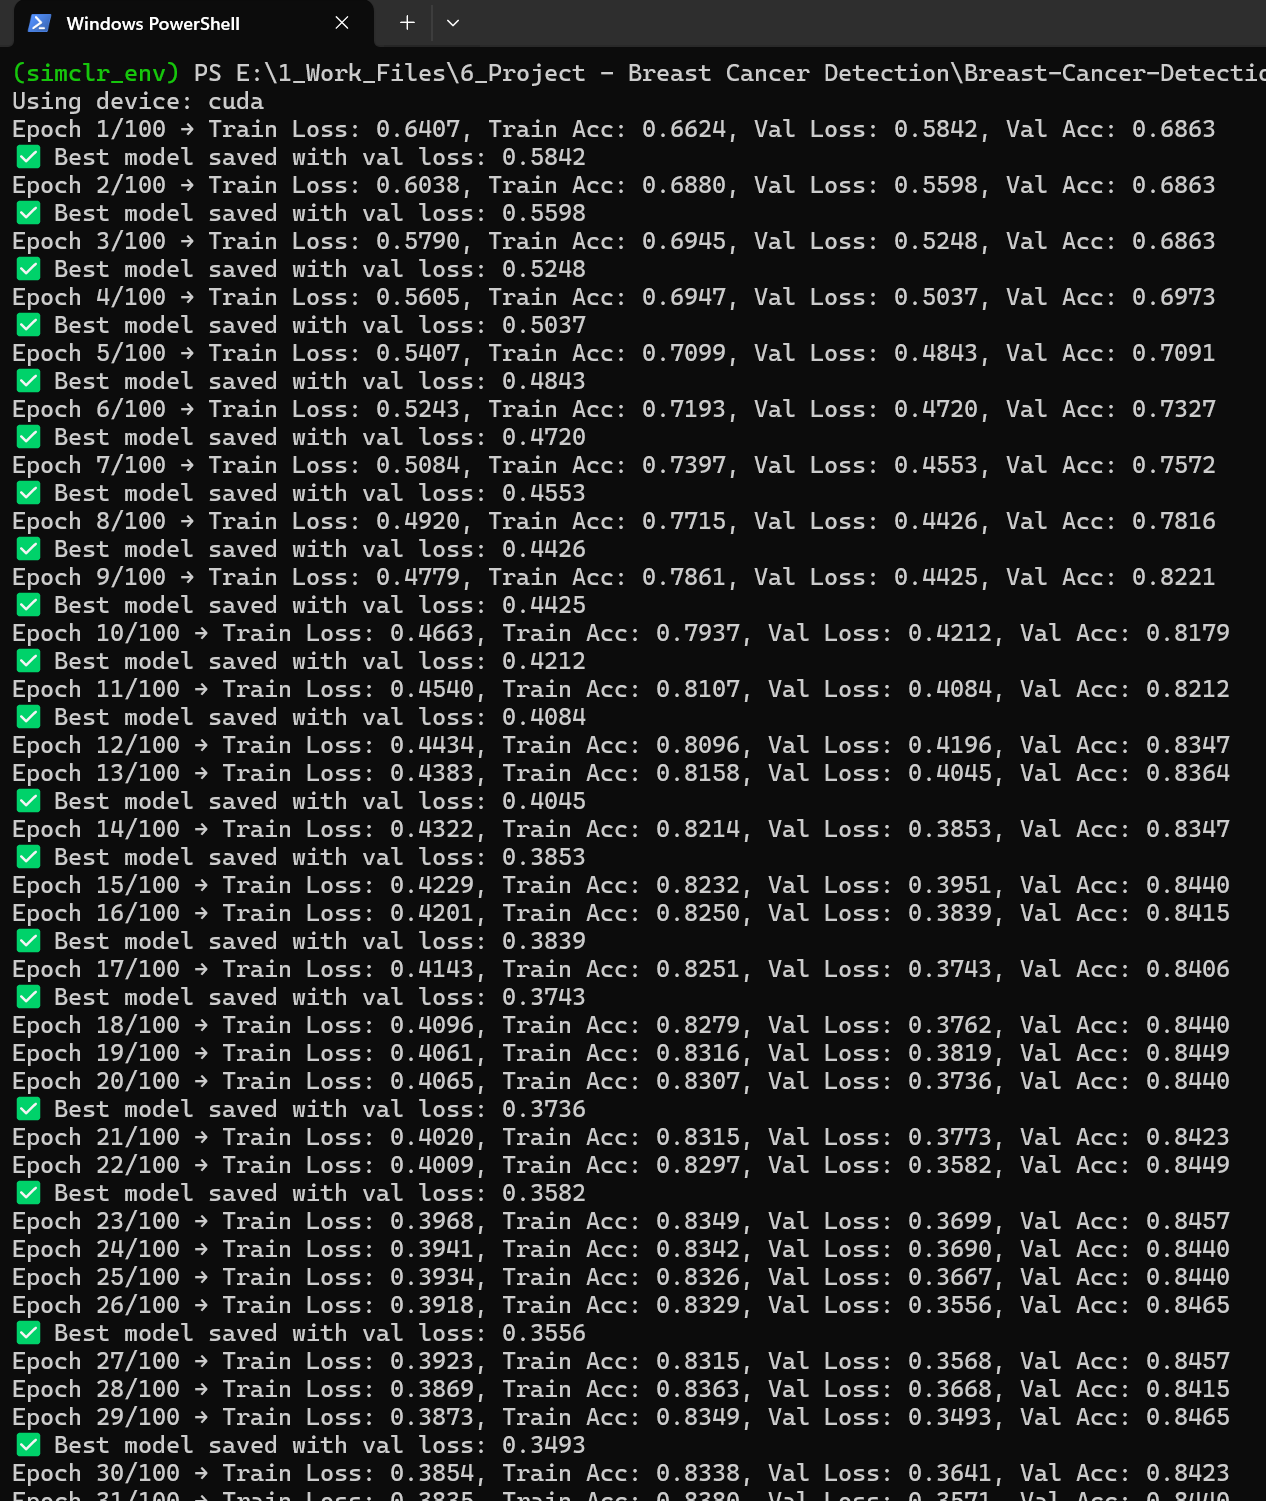 Windows PowerShell
(simclr_env) PS E:\1_Work_Files\6_Project - Breast Cancer Detection\Breast-Cancer-Detectio
Using device: cuda
Epoch 1/100 → Train Loss: 0.6407, Train Acc: 0.6624, Val Loss: 0.5842, Val Acc: 0.6863
✅ Best model saved with val loss: 0.5842
Epoch 2/100 → Train Loss: 0.6038, Train Acc: 0.6880, Val Loss: 0.5598, Val Acc: 0.6863
✅ Best model saved with val loss: 0.5598
Epoch 3/100 → Train Loss: 0.5790, Train Acc: 0.6945, Val Loss: 0.5248, Val Acc: 0.6863
✅ Best model saved with val loss: 0.5248
Epoch 4/100 → Train Loss: 0.5605, Train Acc: 0.6947, Val Loss: 0.5037, Val Acc: 0.6973
✅ Best model saved with val loss: 0.5037
Epoch 5/100 → Train Loss: 0.5407, Train Acc: 0.7099, Val Loss: 0.4843, Val Acc: 0.7091
✅ Best model saved with val loss: 0.4843
Epoch 6/100 → Train Loss: 0.5243, Train Acc: 0.7193, Val Loss: 0.4720, Val Acc: 0.7327
✅ Best model saved with val loss: 0.4720
Epoch 7/100 → Train Loss: 0.5084, Train Acc: 0.7397, Val Loss: 0.4553, Val Acc: 0.7572
✅ Best model saved with val loss: 0.4553
Epoch 8/100 → Train Loss: 0.4920, Train Acc: 0.7715, Val Loss: 0.4426, Val Acc: 0.7816
✅ Best model saved with val loss: 0.4426
Epoch 9/100 → Train Loss: 0.4779, Train Acc: 0.7861, Val Loss: 0.4425, Val Acc: 0.8221
✅ Best model saved with val loss: 0.4425
Epoch 10/100 → Train Loss: 0.4663, Train Acc: 0.7937, Val Loss: 0.4212, Val Acc: 0.8179
✅ Best model saved with val loss: 0.4212
Epoch 11/100 → Train Loss: 0.4540, Train Acc: 0.8107, Val Loss: 0.4084, Val Acc: 0.8212
✅ Best model saved with val loss: 0.4084
Epoch 12/100 → Train Loss: 0.4434, Train Acc: 0.8096, Val Loss: 0.4196, Val Acc: 0.8347
Epoch 13/100 → Train Loss: 0.4383, Train Acc: 0.8158, Val Loss: 0.4045, Val Acc: 0.8364
✅ Best model saved with val loss: 0.4045
Epoch 14/100 → Train Loss: 0.4322, Train Acc: 0.8214, Val Loss: 0.3853, Val Acc: 0.8347
✅ Best model saved with val loss: 0.3853
Epoch 15/100 → Train Loss: 0.4229, Train Acc: 0.8232, Val Loss: 0.3951, Val Acc: 0.8440
Epoch 16/100 → Train Loss: 0.4201, Train Acc: 0.8250, Val Loss: 0.3839, Val Acc: 0.8415
✅ Best model saved with val loss: 0.3839
Epoch 17/100 → Train Loss: 0.4143, Train Acc: 0.8251, Val Loss: 0.3743, Val Acc: 0.8406
✅ Best model saved with val loss: 0.3743
Epoch 18/100 → Train Loss: 0.4096, Train Acc: 0.8279, Val Loss: 0.3762, Val Acc: 0.8440
Epoch 19/100 → Train Loss: 0.4061, Train Acc: 0.8316, Val Loss: 0.3819, Val Acc: 0.8449
Epoch 20/100 → Train Loss: 0.4065, Train Acc: 0.8307, Val Loss: 0.3736, Val Acc: 0.8440
✅ Best model saved with val loss: 0.3736
Epoch 21/100 → Train Loss: 0.4020, Train Acc: 0.8315, Val Loss: 0.3773, Val Acc: 0.8423
Epoch 22/100 → Train Loss: 0.4009, Train Acc: 0.8297, Val Loss: 0.3582, Val Acc: 0.8449
✅ Best model saved with val loss: 0.3582
Epoch 23/100 → Train Loss: 0.3968, Train Acc: 0.8349, Val Loss: 0.3699, Val Acc: 0.8457
Epoch 24/100 → Train Loss: 0.3941, Train Acc: 0.8342, Val Loss: 0.3690, Val Acc: 0.8440
Epoch 25/100 → Train Loss: 0.3934, Train Acc: 0.8326, Val Loss: 0.3667, Val Acc: 0.8440
Epoch 26/100 → Train Loss: 0.3918, Train Acc: 0.8329, Val Loss: 0.3556, Val Acc: 0.8465
✅ Best model saved with val loss: 0.3556
Epoch 27/100 → Train Loss: 0.3923, Train Acc: 0.8315, Val Loss: 0.3568, Val Acc: 0.8457
Epoch 28/100 → Train Loss: 0.3869, Train Acc: 0.8363, Val Loss: 0.3668, Val Acc: 0.8415
Epoch 29/100 → Train Loss: 0.3873, Train Acc: 0.8349, Val Loss: 0.3493, Val Acc: 0.8465
✅ Best model saved with val loss: 0.3493
Epoch 30/100 → Train Loss: 0.3854, Train Acc: 0.8338, Val Loss: 0.3641, Val Acc: 0.8423
Epoch 31/100 → Train Loss: Train Acc: Val Loss: Val Acc: